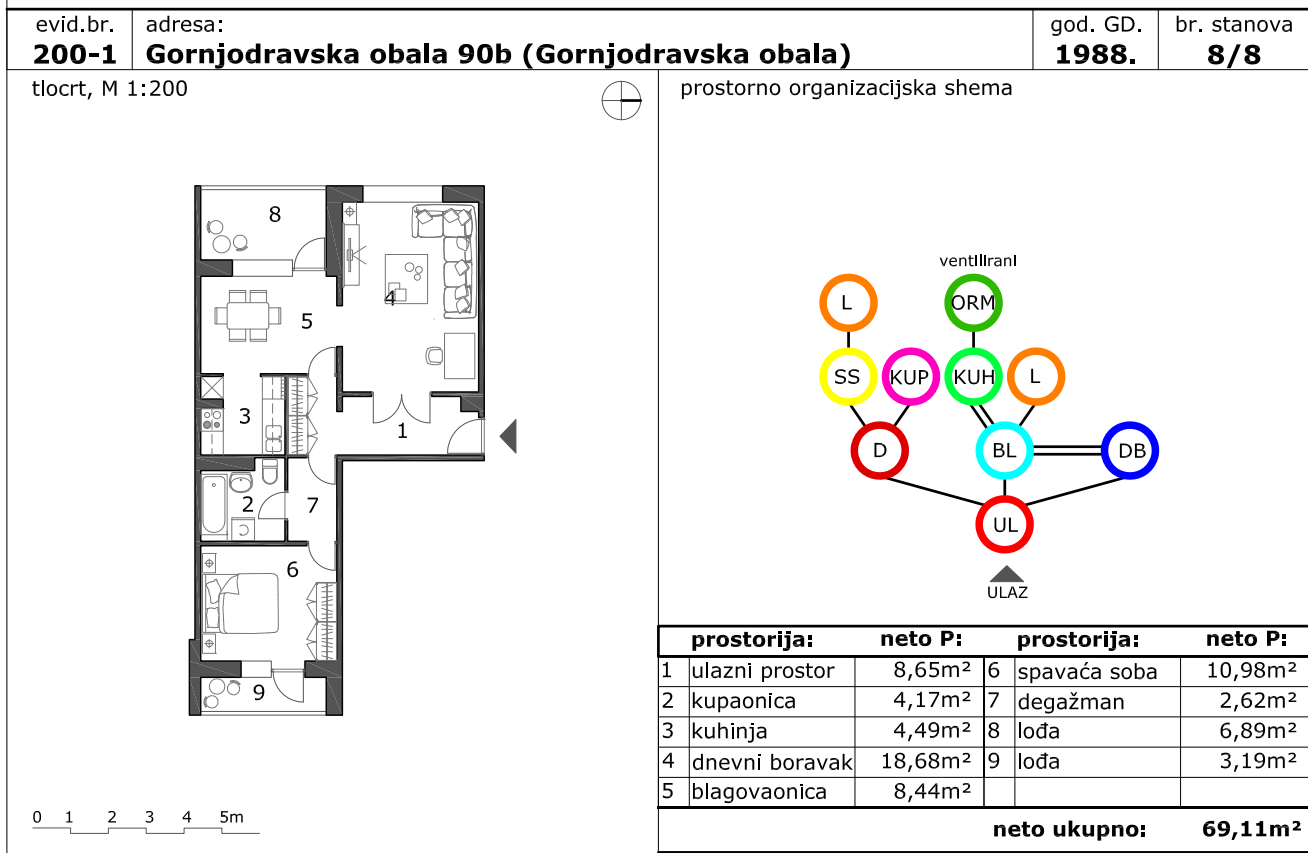 evid.br. adresa: god. GD. br. stanova
200-1 Gornjodravska obala 90b (Gornjodravska obala) 1988. 8/8
tlocrt, M 1:200
prostorno organizacijska shema
8
4
5
3
1
2
7
6
9
0 1 2 3 4 5m
ventilirani
L ORM
SS KUP KUH L
D BL DB
UL
ULAZ
prostorija: neto P: prostorija: neto P:
1 ulazni prostor 8,65m² 6 spavaća soba 10,98m²
2 kupaonica 4,17m² 7 degažman 2,62m²
3 kuhinja 4,49m² 8 lođa 6,89m²
4 dnevni boravak 18,68m² 9 lođa 3,19m²
5 blagovaonica 8,44m²
neto ukupno: 69,11m²